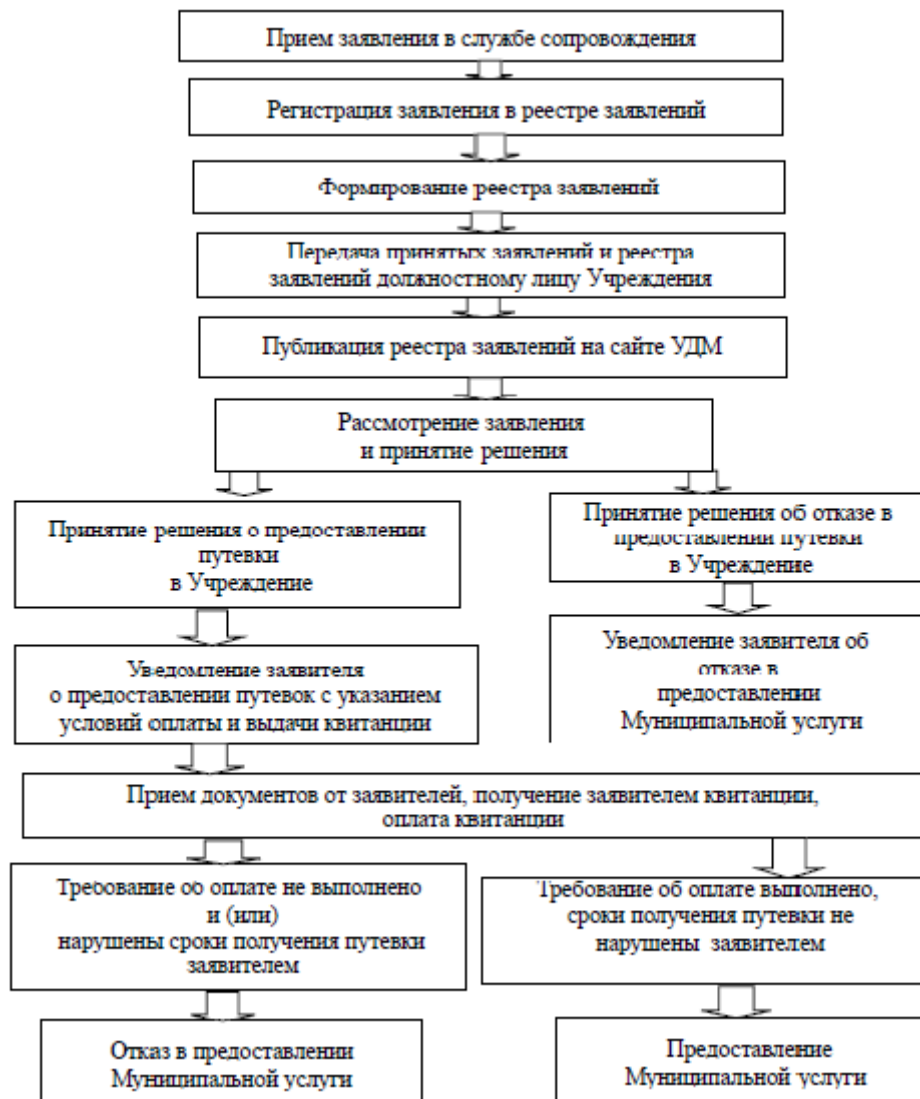 Прием заявления в службе сопровождения
Регистрация заявления в реестре заявлений
Формирование реестра заявлений
Передача принятых заявлений и реестра
заявлений должностному лицу Учреждения
Публикация реестра заявлений на сайте УДМ
Рассмотрение заявления
и принятие решения
Принятие решения о предоставлении
путевки
в Учреждение
Принятие решения об отказе в
предоставлении путевки
в Учреждение
Уведомление заявителя
о предоставлении путевок с указанием
условий оплаты и выдачи квитанции
Уведомление заявителя об
отказе в
предоставлении
Муниципальной услуги
Прием документов от заявителей, получение заявителем квитанции,
оплата квитанции
Требование об оплате не выполнено
и (или)
нарушены сроки получения путевки
заявителем
Требование об оплате выполнено,
сроки получения путевки не
нарушены заявителем
Отказ в предоставлении
Муниципальной услуги
Предоставление
Муниципальной услуги